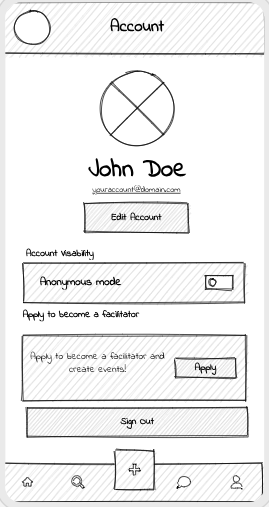 Account
John Doe
youraccount@domain.com
Edit Account
Account Visability
Anonymous mode
Apply to become a facilitator
Apply to become a facilitator and
create events!
Apply
Sign Out